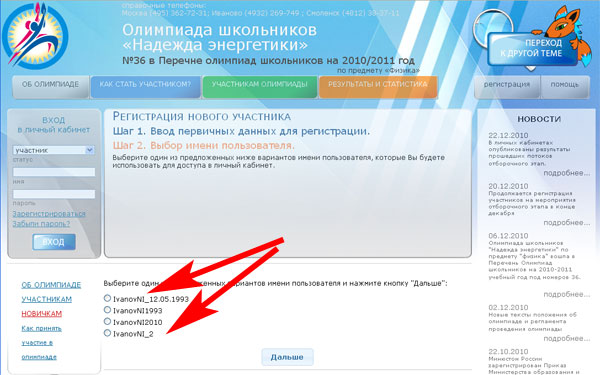 справочные телефоны:
Москва (495) 362-72-31; Иваново (4932) 269-749 ; Смоленск (4812) 38-37-11
Олимпиада школьников
«Надежда энергетики»
№36 в Перечне олимпиад школьников на 2010/2011 год
по предмету «Физика»
ПЕРЕХОД
К ДРУГОЙ ТЕМЕ
ОБ ОЛИМПИАДЕ
КАК СТАТЬ УЧАСТНИКОМ?
УЧАСТНИКАМ ОЛИМПИАДЫ
РЕЗУЛЬТАТЫ И СТАТИСТИКА
регистрация
помощь
ВХОД
в личный кабинет
участник
статус
имя
пароль
Зарегистрироваться
Забыли пароль?
ВХОД
Регистрация нового участника
Шаг 1. Ввод первичных данных для регистрации.
Шаг 2. Выбор имени пользователя.
Выберите один из предложенных ниже вариантов имени пользователя, которые Вы будете
использовать для доступа в личный кабинет.
ОБ ОЛИМПИАДЕ
УЧАСТНИКАМ
НОВИЧКАМ
Как принять
участие в
олимпиаде
Выберите один женных вариантов имени пользователя и нажмите кнопку "Дальше":
IvanovNI_12.05.1993
IvanovNI1993
IvanovNI2010
IvanovNI_2
Дальше
НОВОСТИ
22.12.2010
В личных кабинетах
опубликованы результаты
прошедших потоков
отборочного этап.
подробнее...
20.12.2010
Продолжается регистрация
участников на мероприятия
отборочного этапа в конце
декабря
подробнее...
06.12.2010
Олимпиада школьников
"Надежда энергетики" по
предмету "физика" вошла в
Перечень Олимпиад
школьников на 2010-2011
учебный год под номером 36.
подробнее...
02.12.2010
Новые тексты положения об
олимпиаде и регламента
проведения олимпиады
подробнее...
20.10.2010
Минюстом России
зарегистрирован Приказ
Министерства образования и